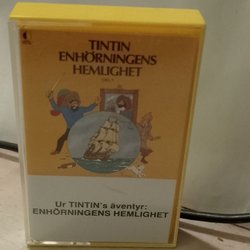 TINTIN
ENHÖRNINGENS
HEMLIGHET
Ur TINTIN's äventyr:
ENHÖRNINGENS HEMLIGHET